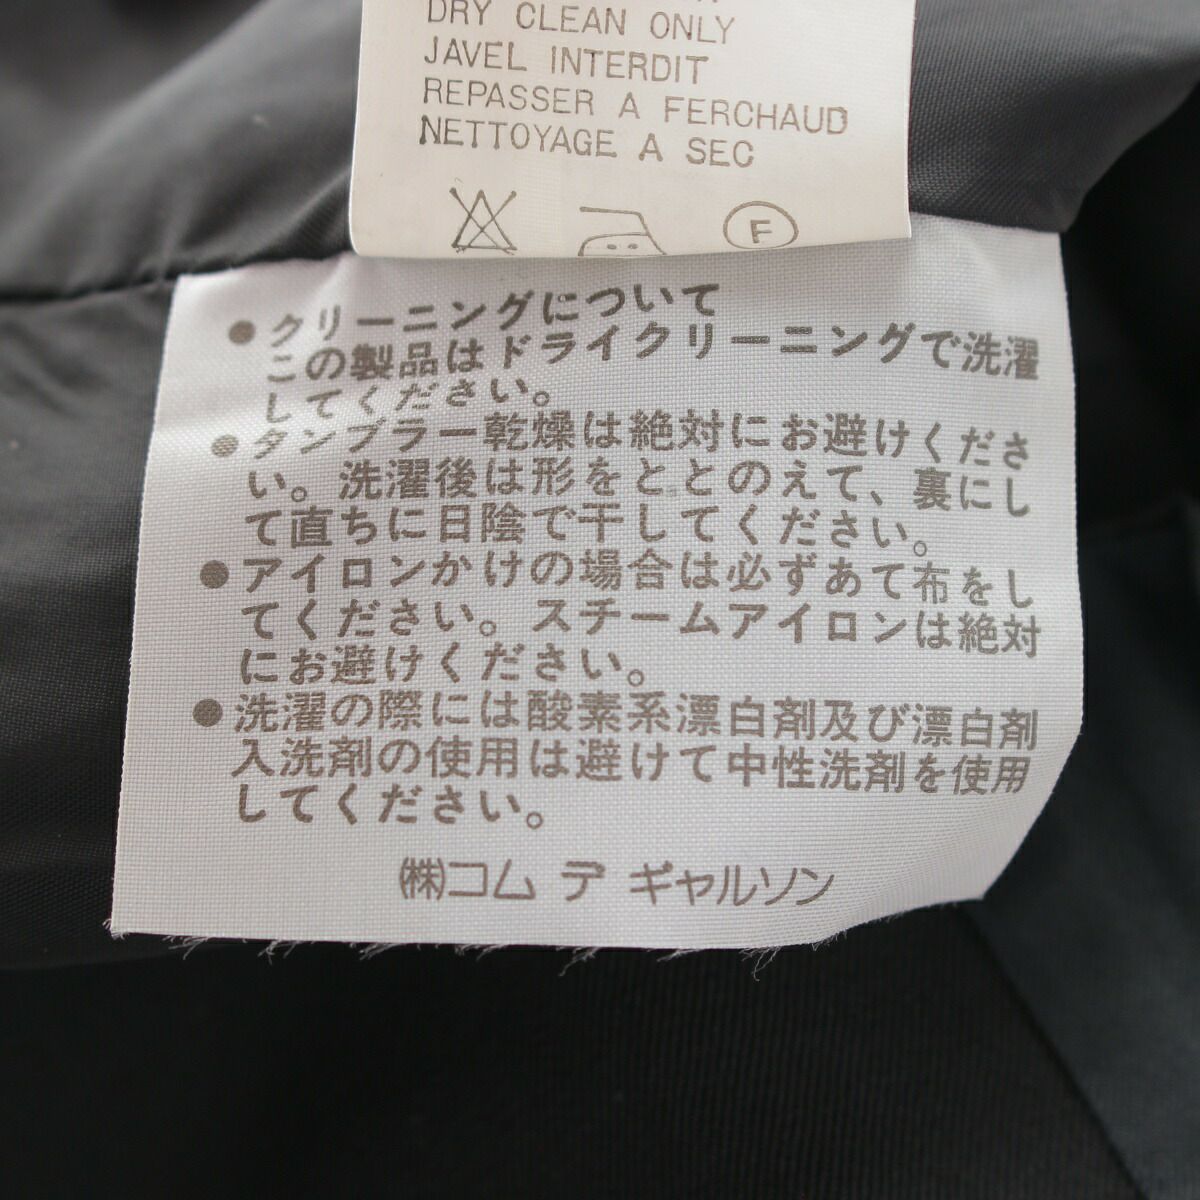 DRY CLEAN ONLY
JAVEL INTERDIT
REPASSER A FERCHAUD
NETTOYAGE A SEC
F
●クリーニングについて
この製品はドライクリーニングで洗濯
してください。
●タンブラー乾燥は絶対にお避けくださ
い。洗濯後は形をととのえて、裏にし
て直ちに日陰で干してください。
●アイロンかけの場合は必ずあて布をし
てください。スチームアイロンは絶対
にお避けください。
●洗濯の際には酸素系漂白剤及び漂白剤
入洗剤の使用は避けて中性洗剤を使用
してください。
㈱コム デ ギャルソン